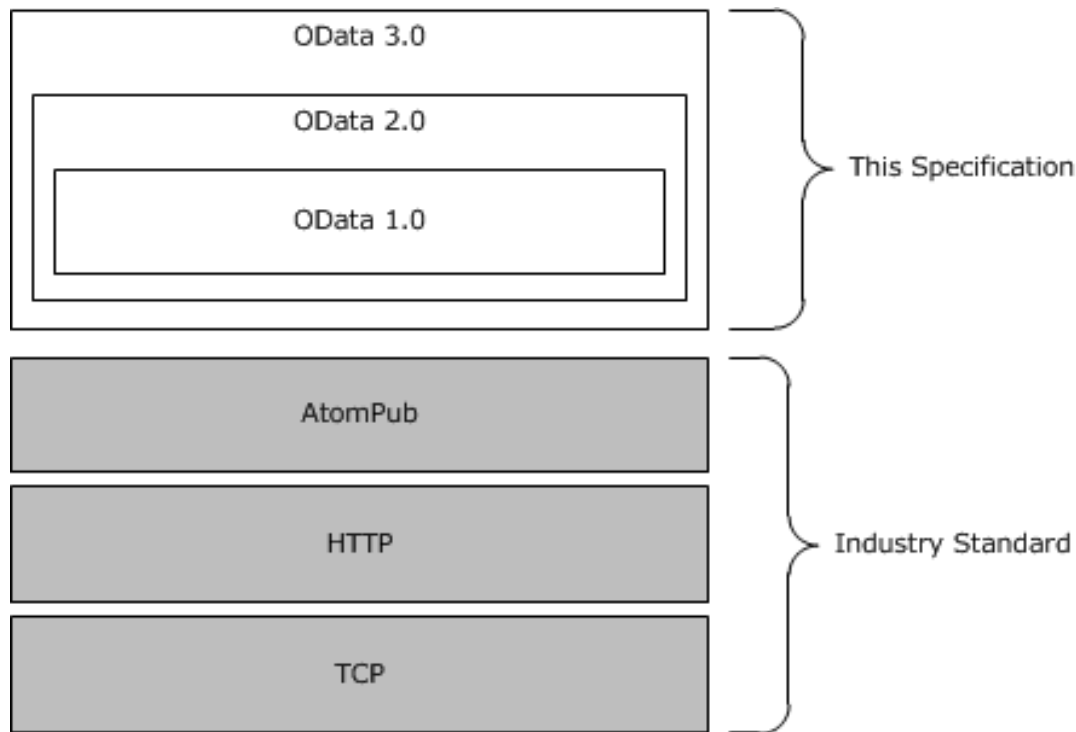 OData 3.0
OData 2.0
OData 1.0
This Specification
AtomPub
HTTP
Industry Standard
TCP